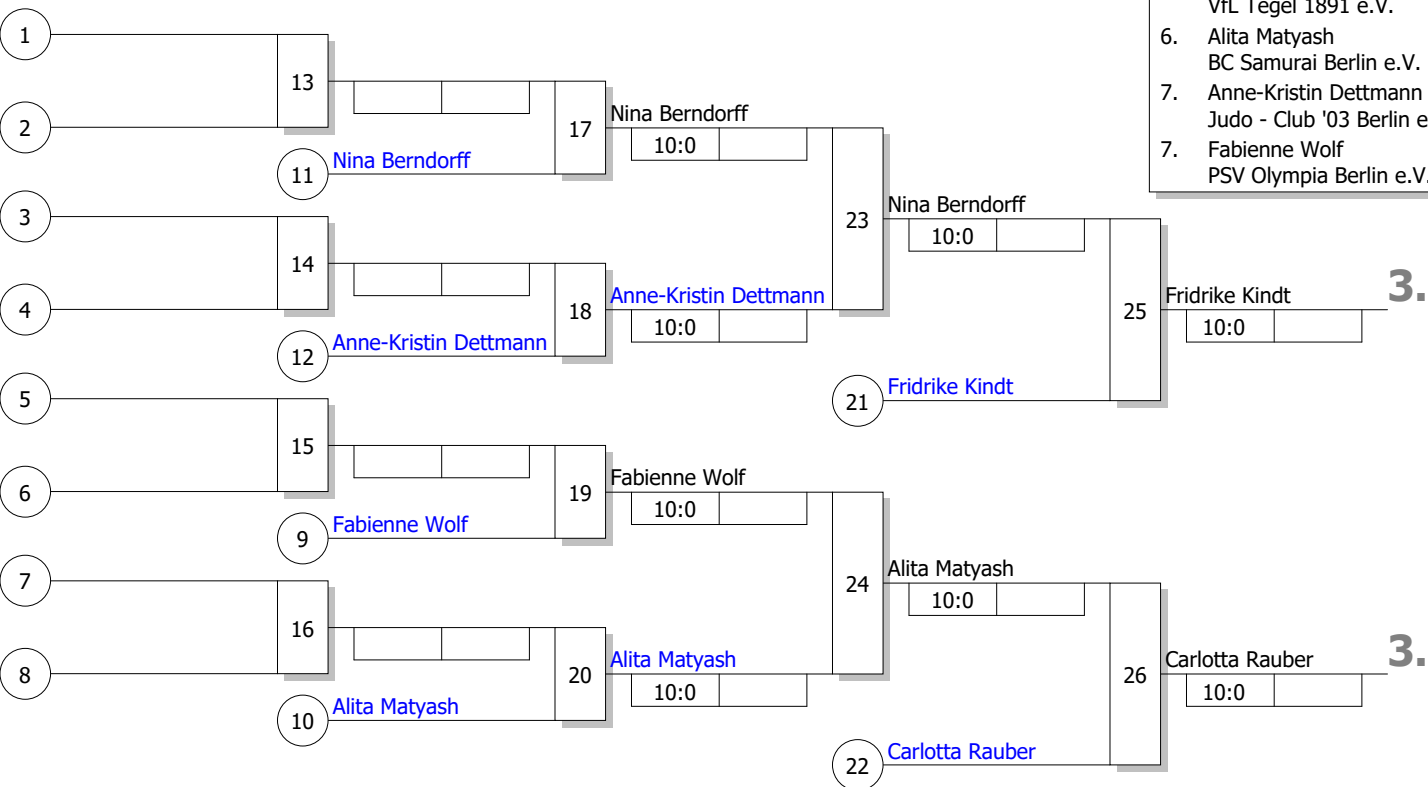 VfL Tegel 1891 e.V.
6. Alita Matyash
BC Samurai Berlin e.V.
7. Anne-Kristin Dettmann
Judo - Club '03 Berlin e
7. Fabienne Wolf
PSV Olympia Berlin e.V.
1
13
2
Nina Berndorff
17
10:0
11
Nina Berndorff
3
Nina Berndorff
23
10:0
14
4
Anne-Kristin Dettmann
18
10:0
12
Anne-Kristin Dettmann
Fridrike Kindt
3.
25
10:0
5
21
Fridrike Kindt
15
6
Fabienne Wolf
19
10:0
9
Fabienne Wolf
7
Alita Matyash
24
10:0
16
8
Alita Matyash
20
10:0
10
Alita Matyash
Carlotta Rauber
3.
26
10:0
22
Carlotta Rauber